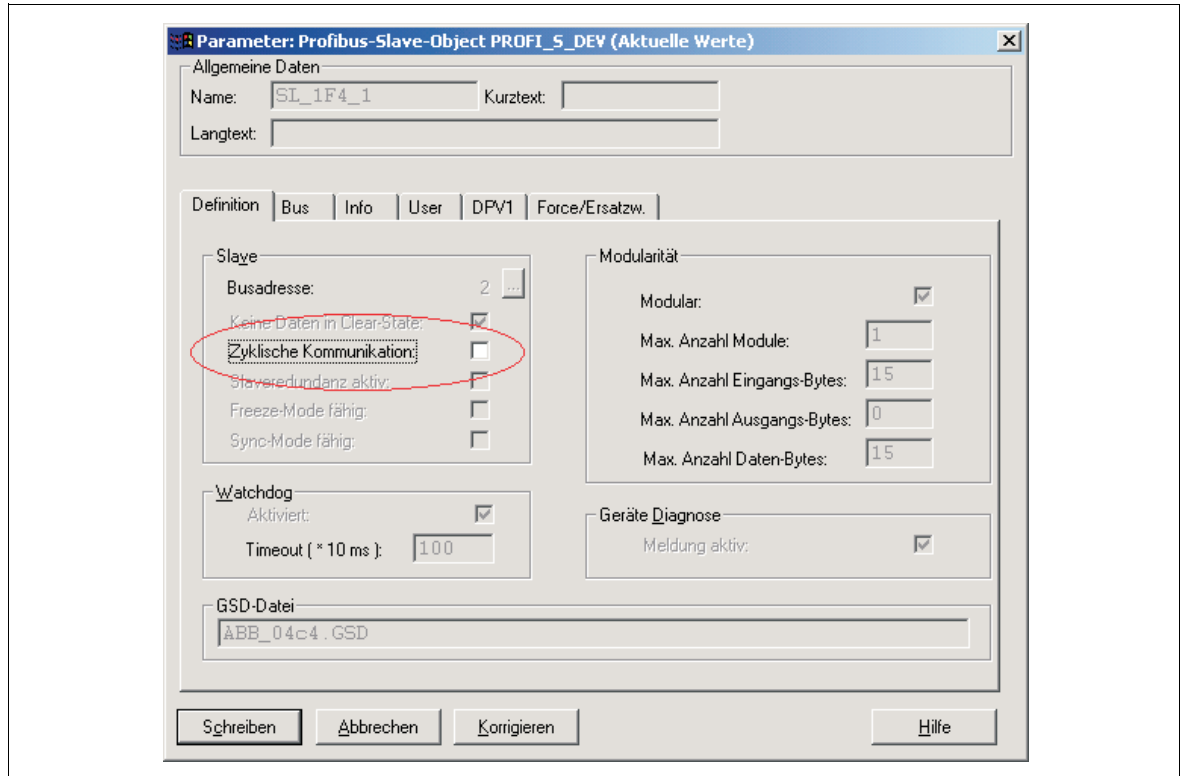 Parameter: Profibus-Slave-Object PROFI_S_DEV (Aktuelle Werte)
Allgemeine Daten
Name: SL_1F4_1 Kurztext:
Langtext:
Definition Bus Info User DPV1 Force/Ersatzw.
Slave
Busadresse: 2 ...
Keine Daten in Clear-State:
Zyklische Kommunikation:
Slaveredundanz aktiv:
Freeze-Mode fähig:
Sync-Mode fähig:
Modularität
Modular:
Max. Anzahl Module: 1
Max. Anzahl Eingangs-Bytes: 15
Max. Anzahl Ausgangs-Bytes: 0
Max. Anzahl Daten-Bytes: 15
Watchdog
Aktiviert:
Timeout ( * 10 ms ): 100
Geräte Diagnose
Meldung aktiv:
GSD-Datei
ABB_04c4.GSD
Schreiben Abbrechen Korrigieren Hilfe